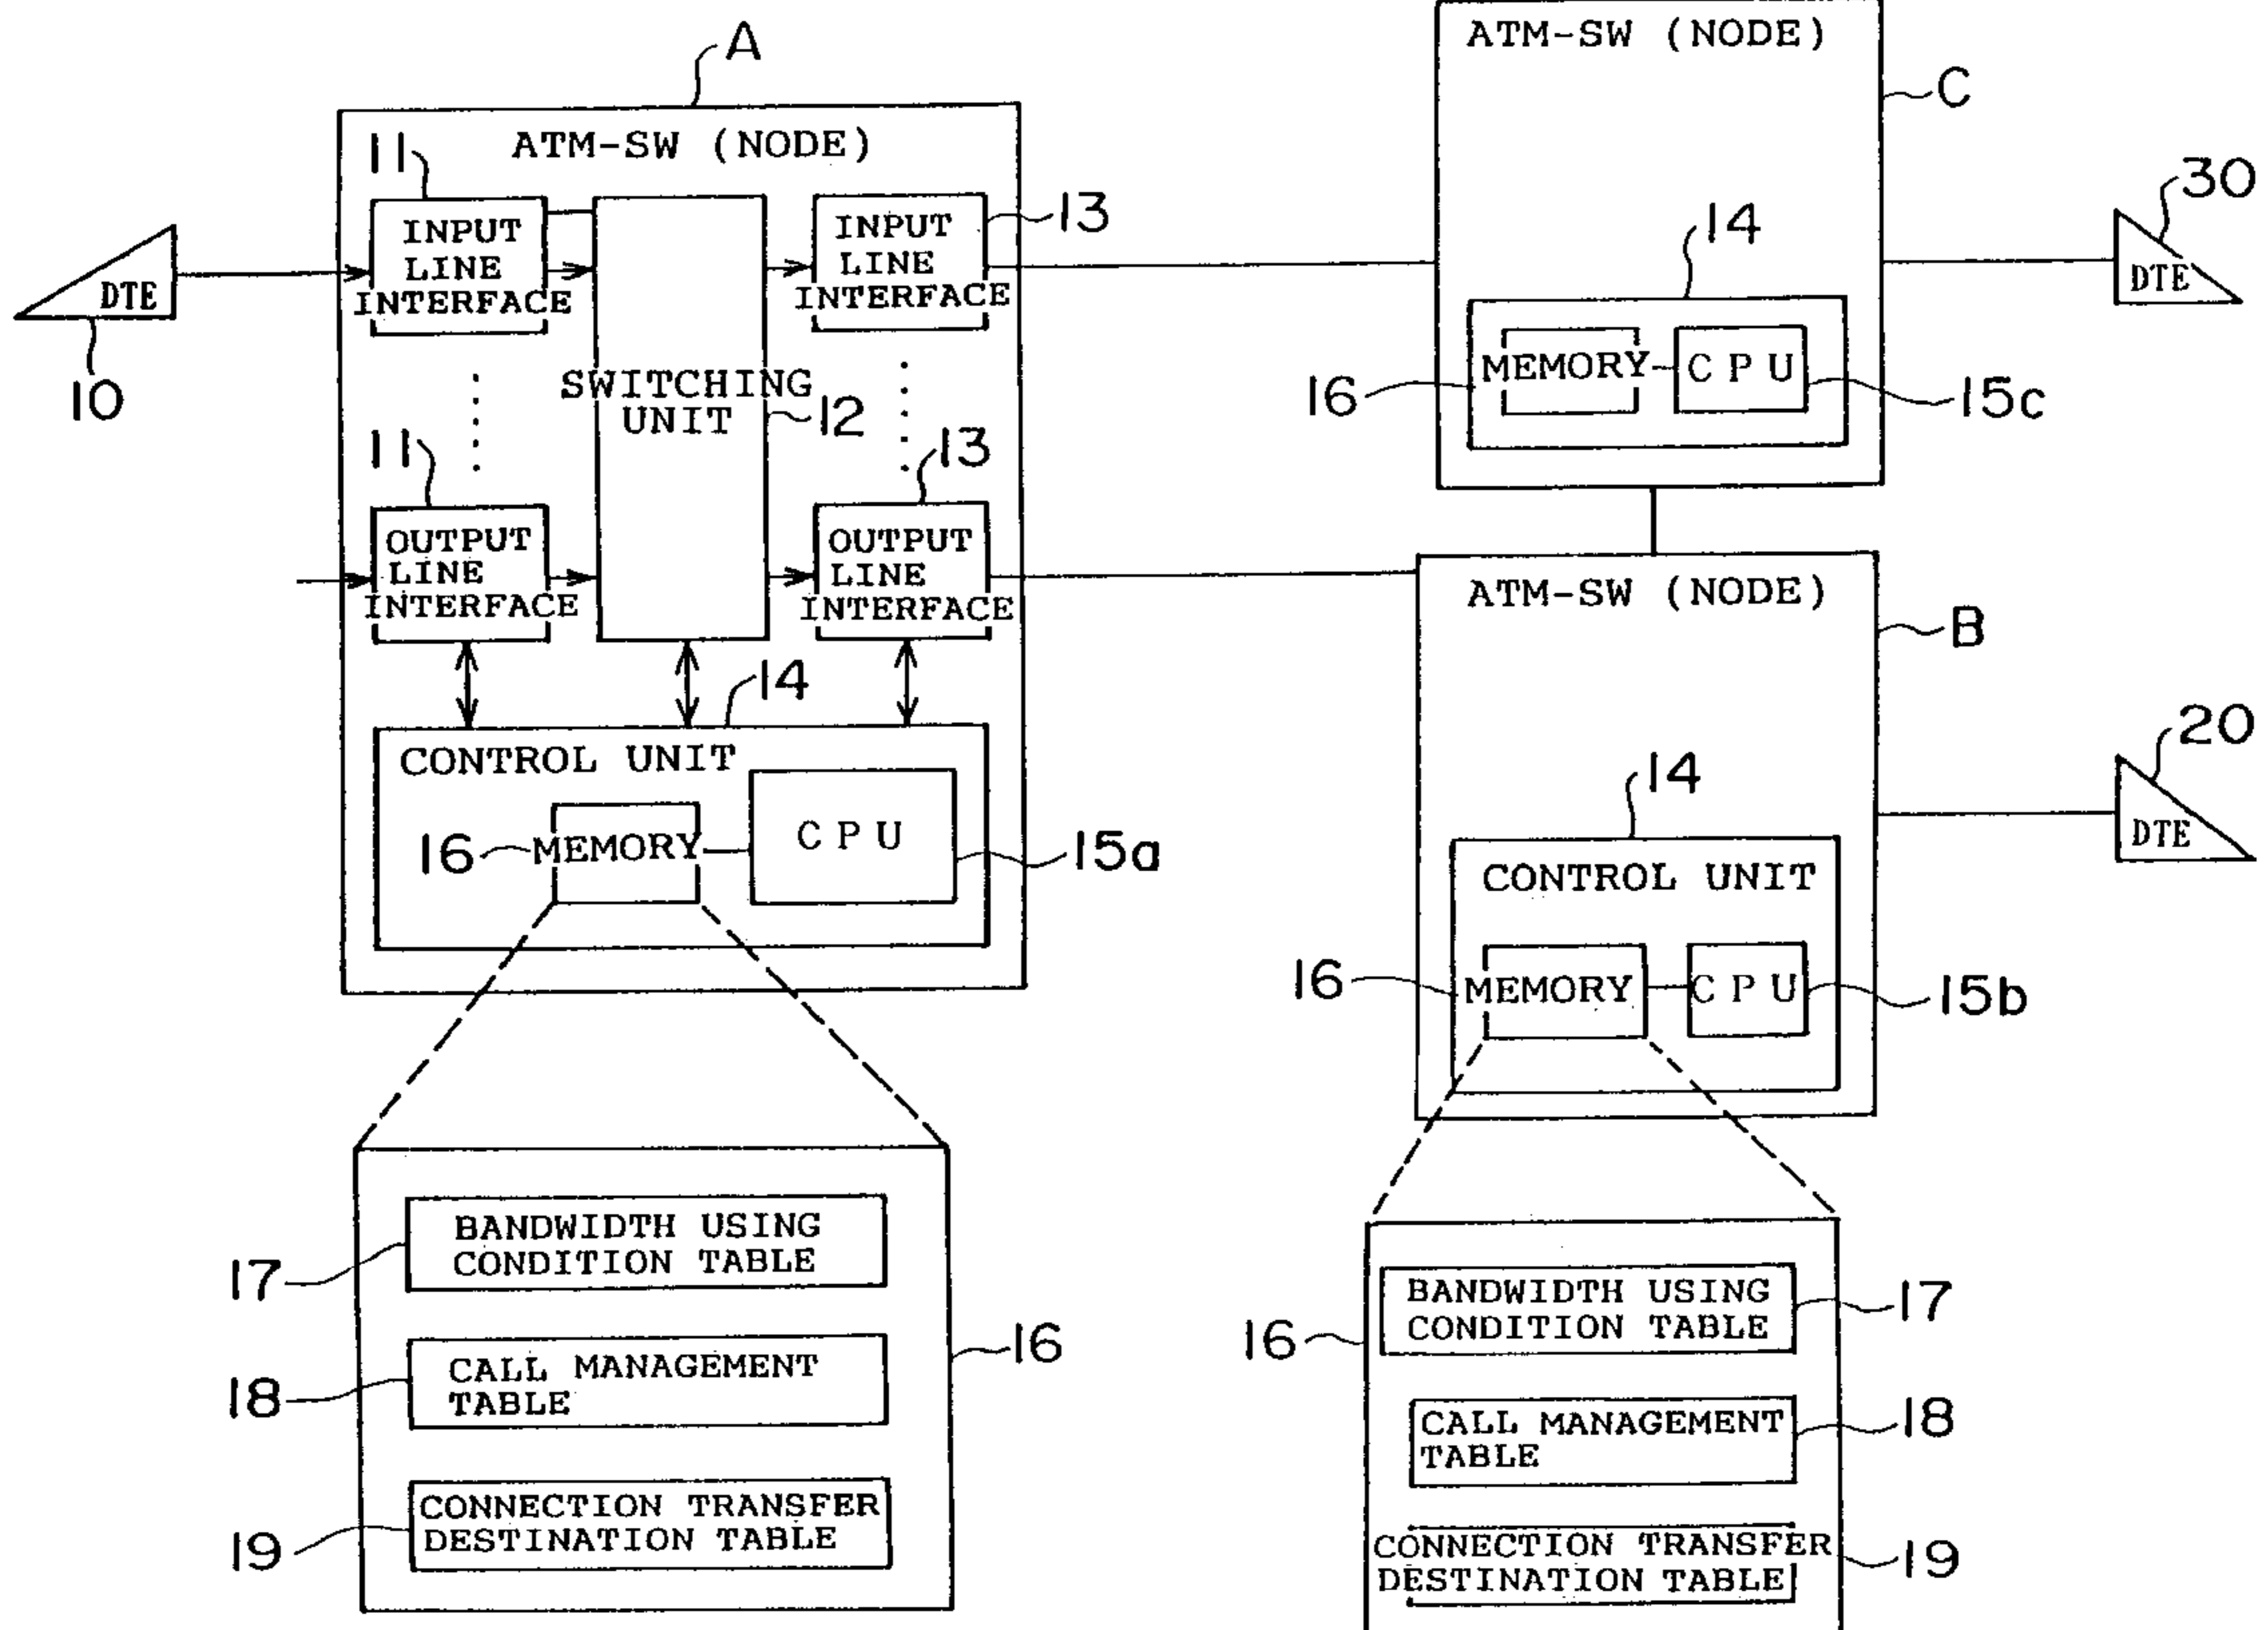 A
ATM-SW (NODE)
11
INPUT
LINE
INTERFACE
INPUT
LINE
INTERFACE
13
DTE
10
SWITCHING
UNIT
12
11
OUTPUT
LINE
INTERFACE
13
OUTPUT
LINE
INTERFACE
14
CONTROL UNIT
16
MEMORY
CPU
15a
BANDWIDTH USING
CONDITION TABLE
17
CALL MANAGEMENT
TABLE
18
CONNECTION TRANSFER
DESTINATION TABLE
19
16
ATM-SW (NODE)
C
14
MEMORY
CPU
16
15c
30
DTE
ATM-SW (NODE)
B
14
CONTROL UNIT
16
MEMORY
CPU
15b
20
DTE
BANDWIDTH USING
CONDITION TABLE
17
16
CALL MANAGEMENT
TABLE
18
CONNECTION TRANSFER
DESTINATION TABLE
19